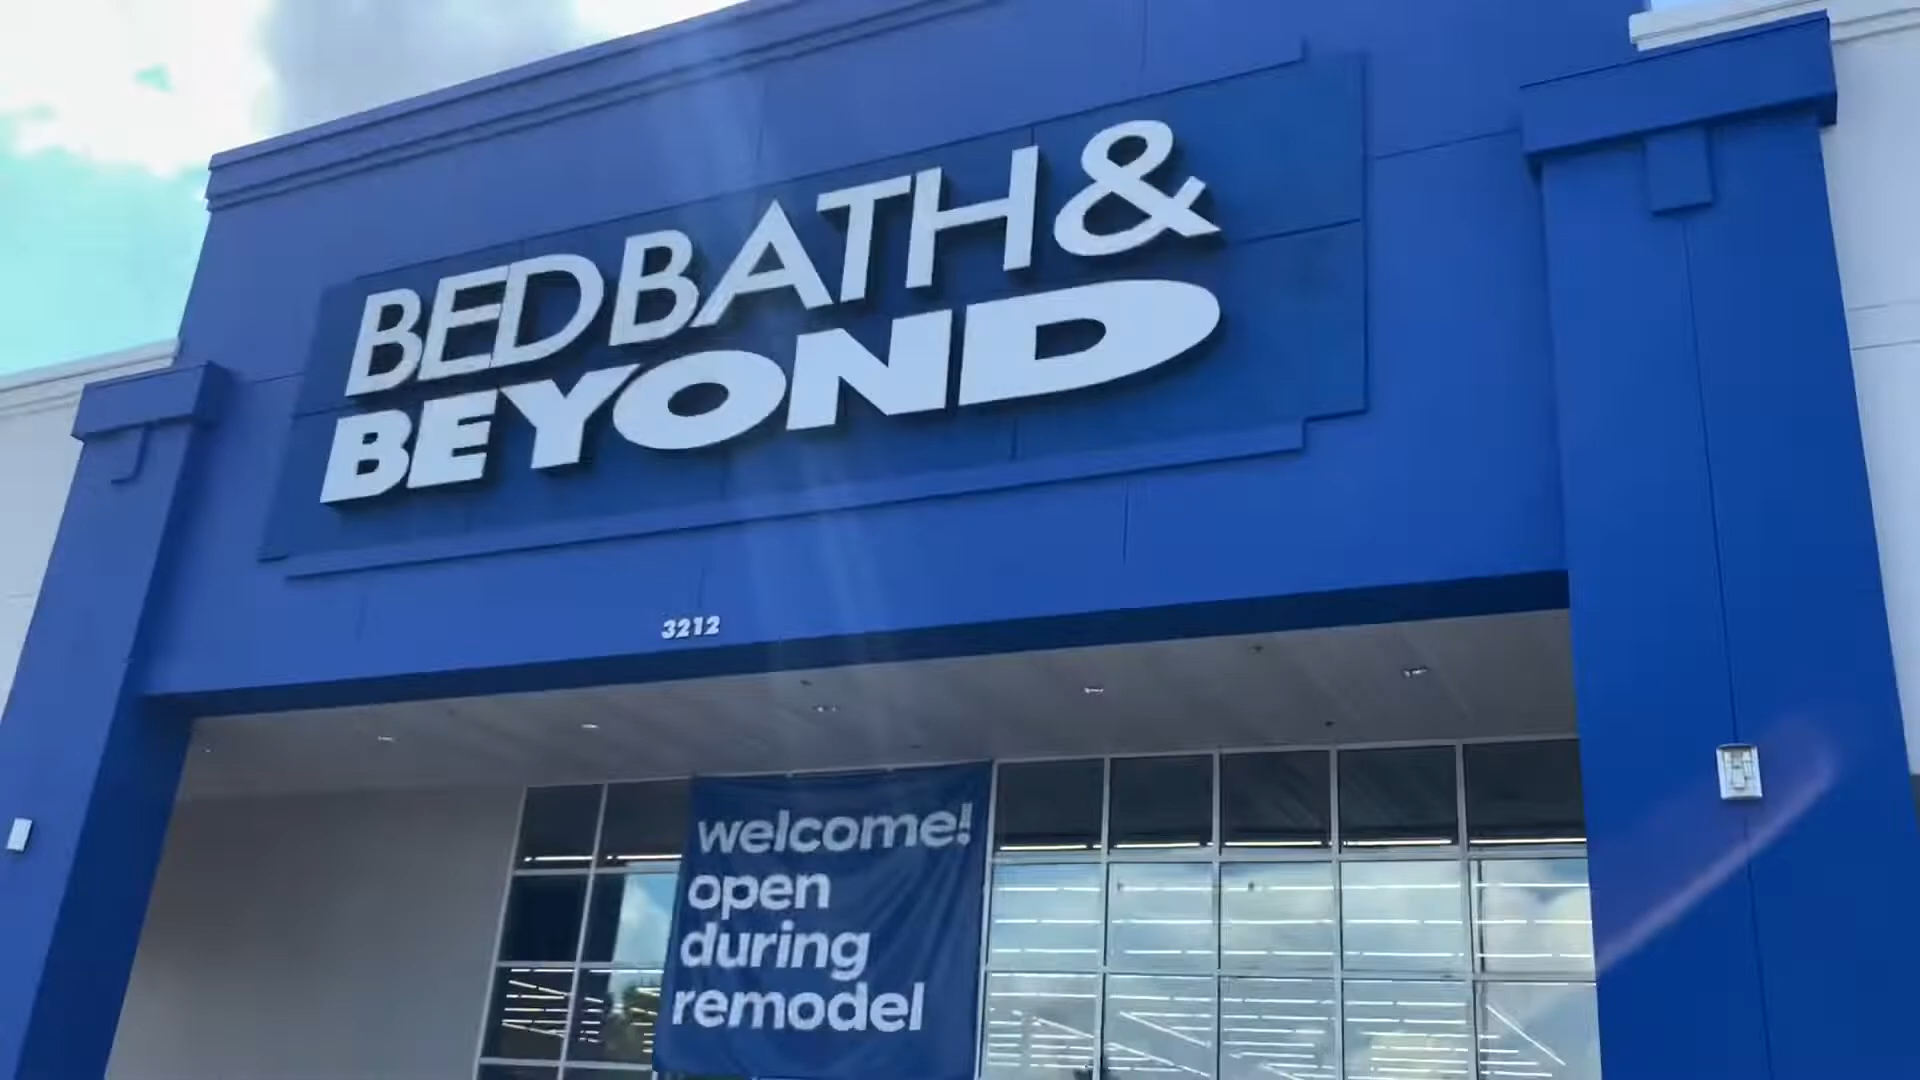 BED BATH &
BEYOND
3212
welcome!
open
during
remodel